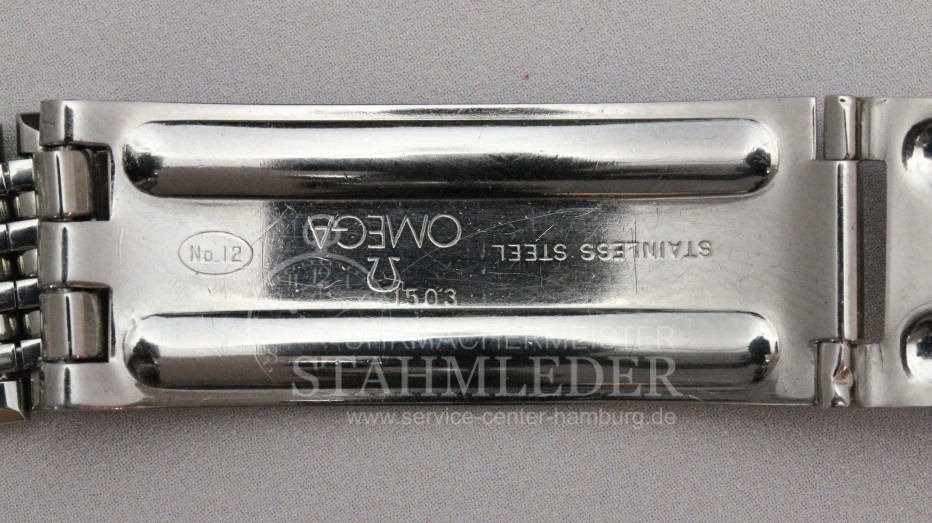 OMEGA
Ω
No.12
STAINLESS STEEL
1503
UHRMACHERMEISTER
STAHMLEDER
www.service-center-hamburg.de